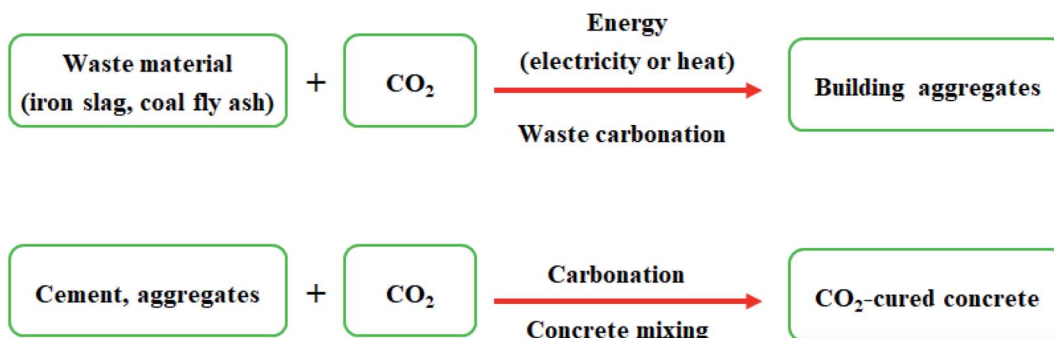 Waste material
(iron slag, coal fly ash)
+
CO₂
Energy
(electricity or heat)
Waste carbonation
Building aggregates
Cement, aggregates
+
CO₂
Carbonation
Concrete mixing
CO₂-cured concrete